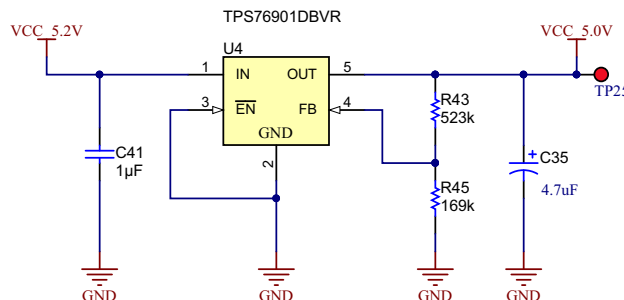 TPS76901DBVR
VCC_5.2V
VCC_5.0V
U4
1
IN
OUT
5
3
EN
FB
4
GND
2
R43
523k
TP25
C41
1µF
C35
4.7uF
R45
169k
GND
GND
GND
GND